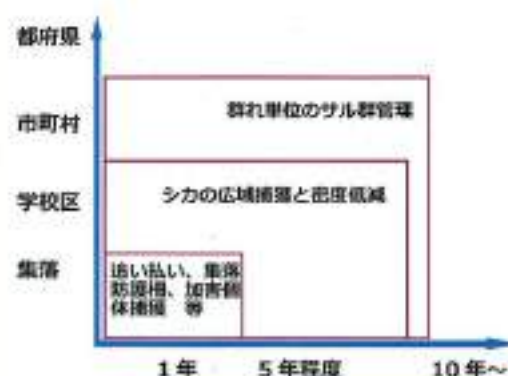 都府県
市町村
群れ単位のサル群管理
学校区
シカの広域捕獲と密度低減
集落
追い払い、集落
防護柵、加害個
体捕獲 等
1年
5年程度
10年～